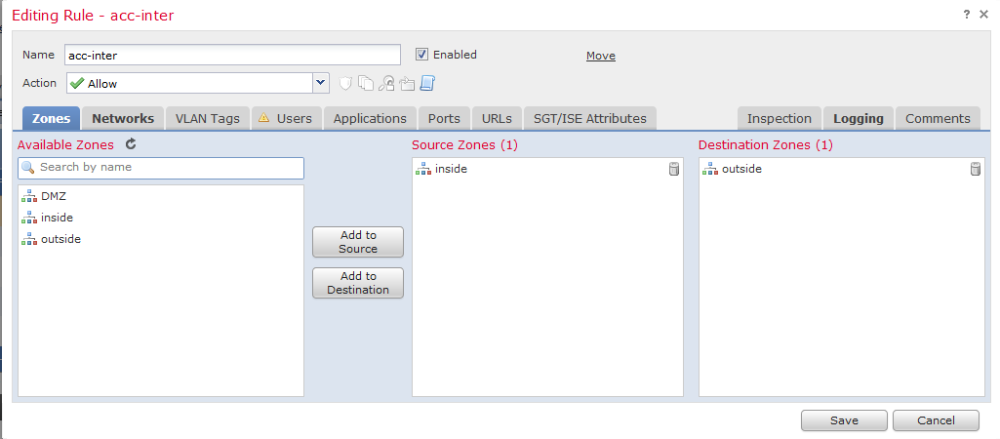 Editing Rule - acc-inter ? ×
Name acc-inter Enabled Move
Action Allow
Zones Networks VLAN Tags Users Applications Ports URLs SGT/ISE Attributes Inspection Logging Comments
Available Zones Source Zones (1) Destination Zones (1)
Search by name inside outside
DMZ
inside
outside
Add to
Source
Add to
Destination
Save Cancel